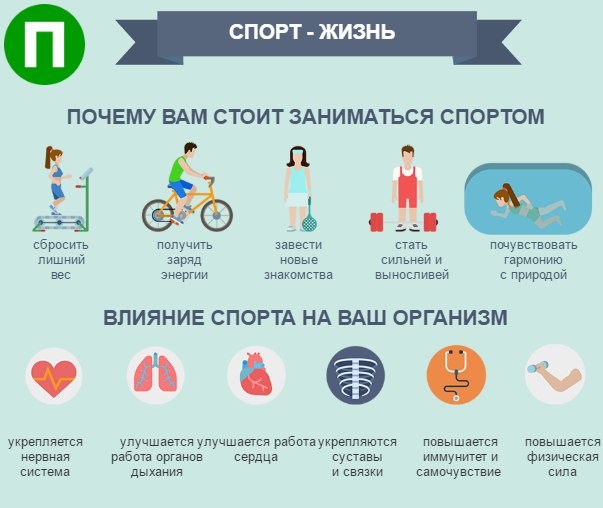 П
СПОРТ - ЖИЗНЬ
ПОЧЕМУ ВАМ СТОИТ ЗАНИМАТЬСЯ СПОРТОМ
сбросить
лишний
вес
получить
заряд
энергии
завести
новые
знакомства
стать
сильней и
выносливей
почувствовать
гармонию
с природой
ВЛИЯНИЕ СПОРТА НА ВАШ ОРГАНИЗМ
укрепляется
нервная
система
улучшается
работа органов
дыхания
улучшается работа
сердца
укрепляются
суставы
и связки
повышается
иммунитет и
самочувствие
повышается
физическая
сила